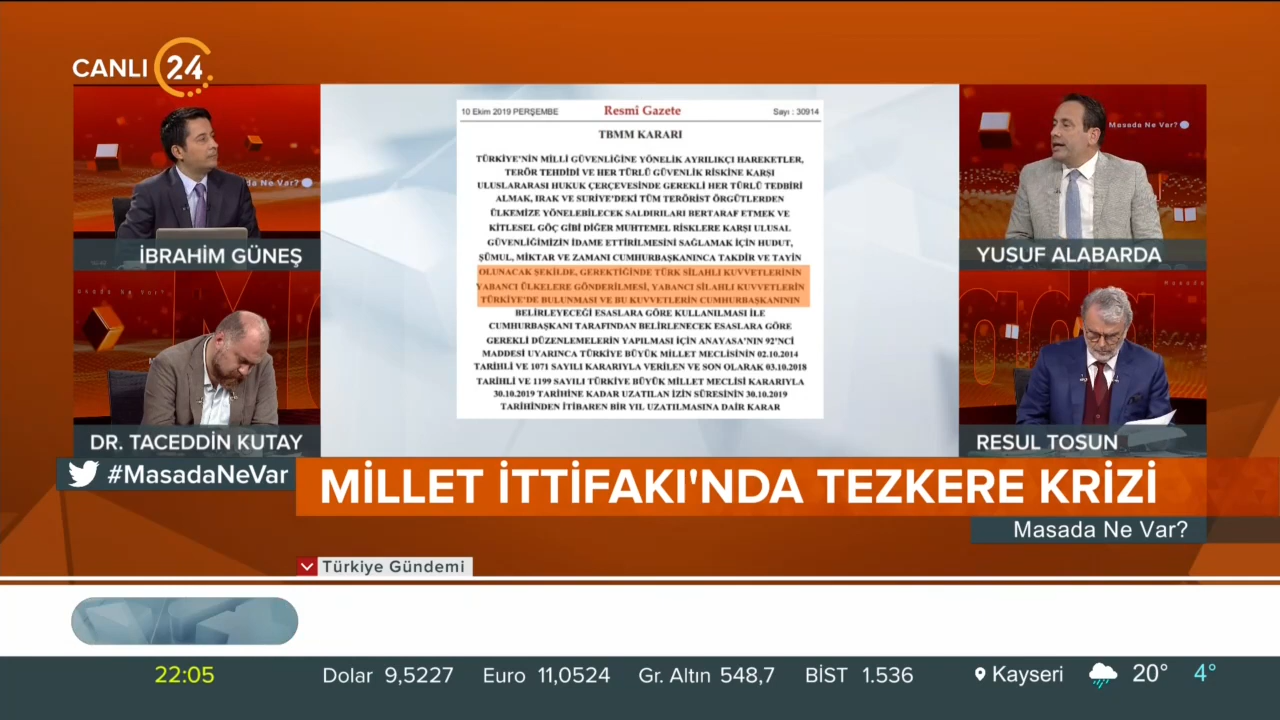 CANLI 24
10 Ekim 2019 PERŞEMBE Resmî Gazete Sayı : 30914
TBMM KARARI
TÜRKİYE'NİN MİLLİ GÜVENLİĞİNE YÖNELİK AYRILIKÇI HAREKETLER,
TERÖR TEHDİDİ VE HER TÜRLÜ GÜVENLİK RİSKİNE KARŞI
ULUSLARARASI HUKUK ÇERÇEVESİNDE GEREKLİ HER TÜRLÜ TEDBİRİ
ALMAK, IRAK VE SURİYE'DEKİ TÜM TERÖRİST ÖRGÜTLERDEN
ÜLKEMİZE YÖNELEBİLECEK SALDIRILARI BERTARAF ETMEK VE
KİTLESEL GÖÇ GİBİ DİĞER MUHTEMEL RİSKLERE KARŞI ULUSAL
GÜVENLİĞİMİZİN İDAME ETTİRİLMESİNİ SAĞLAMAK İÇİN HUDUT,
ŞÜMUL, MİKTAR VE ZAMANI CUMHURBAŞKANINCA TAKDİR VE TAYİN
OLUNACAK ŞEKİLDE, GEREKTİĞİNDE TÜRK SİLAHLI KUVVETLERİNİN
YABANCI ÜLKELERE GÖNDERİLMESİ, YABANCI SİLAHLI KUVVETLERİN
TÜRKİYE'DE BULUNMASI VE BU KUVVETLERİN CUMHURBAŞKANININ
BELİRLEYECEĞİ ESASLARA GÖRE KULLANILMASI İLE
CUMHURBAŞKANI TARAFINDAN BELİRLENECEK ESASLARA GÖRE
GEREKLİ DÜZENLEMELERİN YAPILMASI İÇİN ANAYASA'NIN 92'NCİ
MADDESİ UYARINCA TÜRKİYE BÜYÜK MİLLET MECLİSİNİN 02.10.2014
TARİHLİ VE 1071 SAYILI KARARIYLA VERİLEN VE SON OLARAK 03.10.2018
TARİHLİ VE 1199 SAYILI TÜRKİYE BÜYÜK MİLLET MECLİSİ KARARIYLA
30.10.2019 TARİHİNE KADAR UZATILAN İZİN SÜRESİNİN 30.10.2019
TARİHİNDEN İTİBAREN BİR YIL UZATILMASINA DAİR KARAR
da Ne Var?
Masada Ne Var?
İBRAHİM GÜNEŞ
YUSUF ALABARDA
DR. TACEDDİN KUTAY
RESUL TOSUN
#MasadaNeVar
MİLLET İTTİFAKI'NDA TEZKERE KRİZİ
Masada Ne Var?
Türkiye Gündemi
22:05 Dolar 9,5227 Euro 11,0524 Gr. Altın 548,7 BİST 1.536 Kayseri 20° 4°